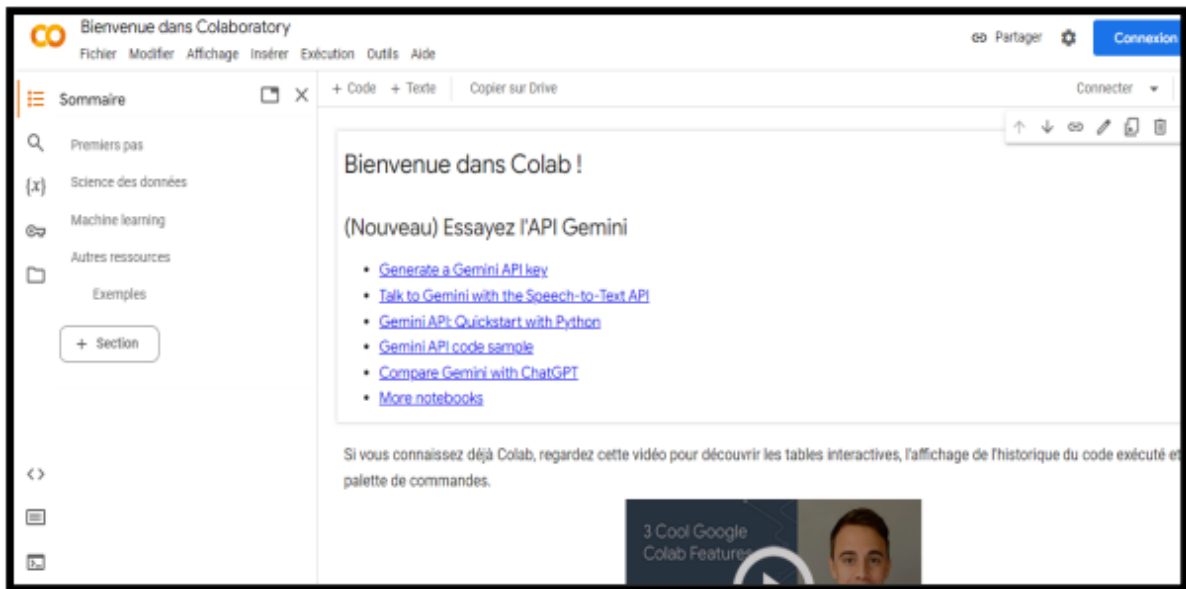 Bienvenue dans Colaboratory
Fichier Modifier Affichage Insérer Exécution Outils Aide
Partager
Connexion
Sommaire
+ Code + Texte Copier sur Drive
Connecter
Premiers pas
{x} Science des données
Machine learning
Autres ressources
Exemples
+ Section
Bienvenue dans Colab !
(Nouveau) Essayez l'API Gemini
• Generate a Gemini API key
• Talk to Gemini with the Speech-to-Text API
• Gemini API: Quickstart with Python
• Gemini API code sample
• Compare Gemini with ChatGPT
• More notebooks
Si vous connaissez déjà Colab, regardez cette vidéo pour découvrir les tables interactives, l'affichage de l'historique du code exécuté et
palette de commandes.
3 Cool Google
Colab Features